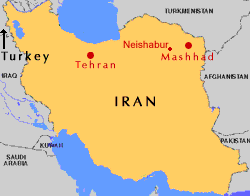 TURKMENISTAN
Neishabur
Mashhad
Turkey
Tehran
IRAQ
AFGHANISTAN
IRAN
PAKISTAN
KUWAIT
SAUDI
ARABIA